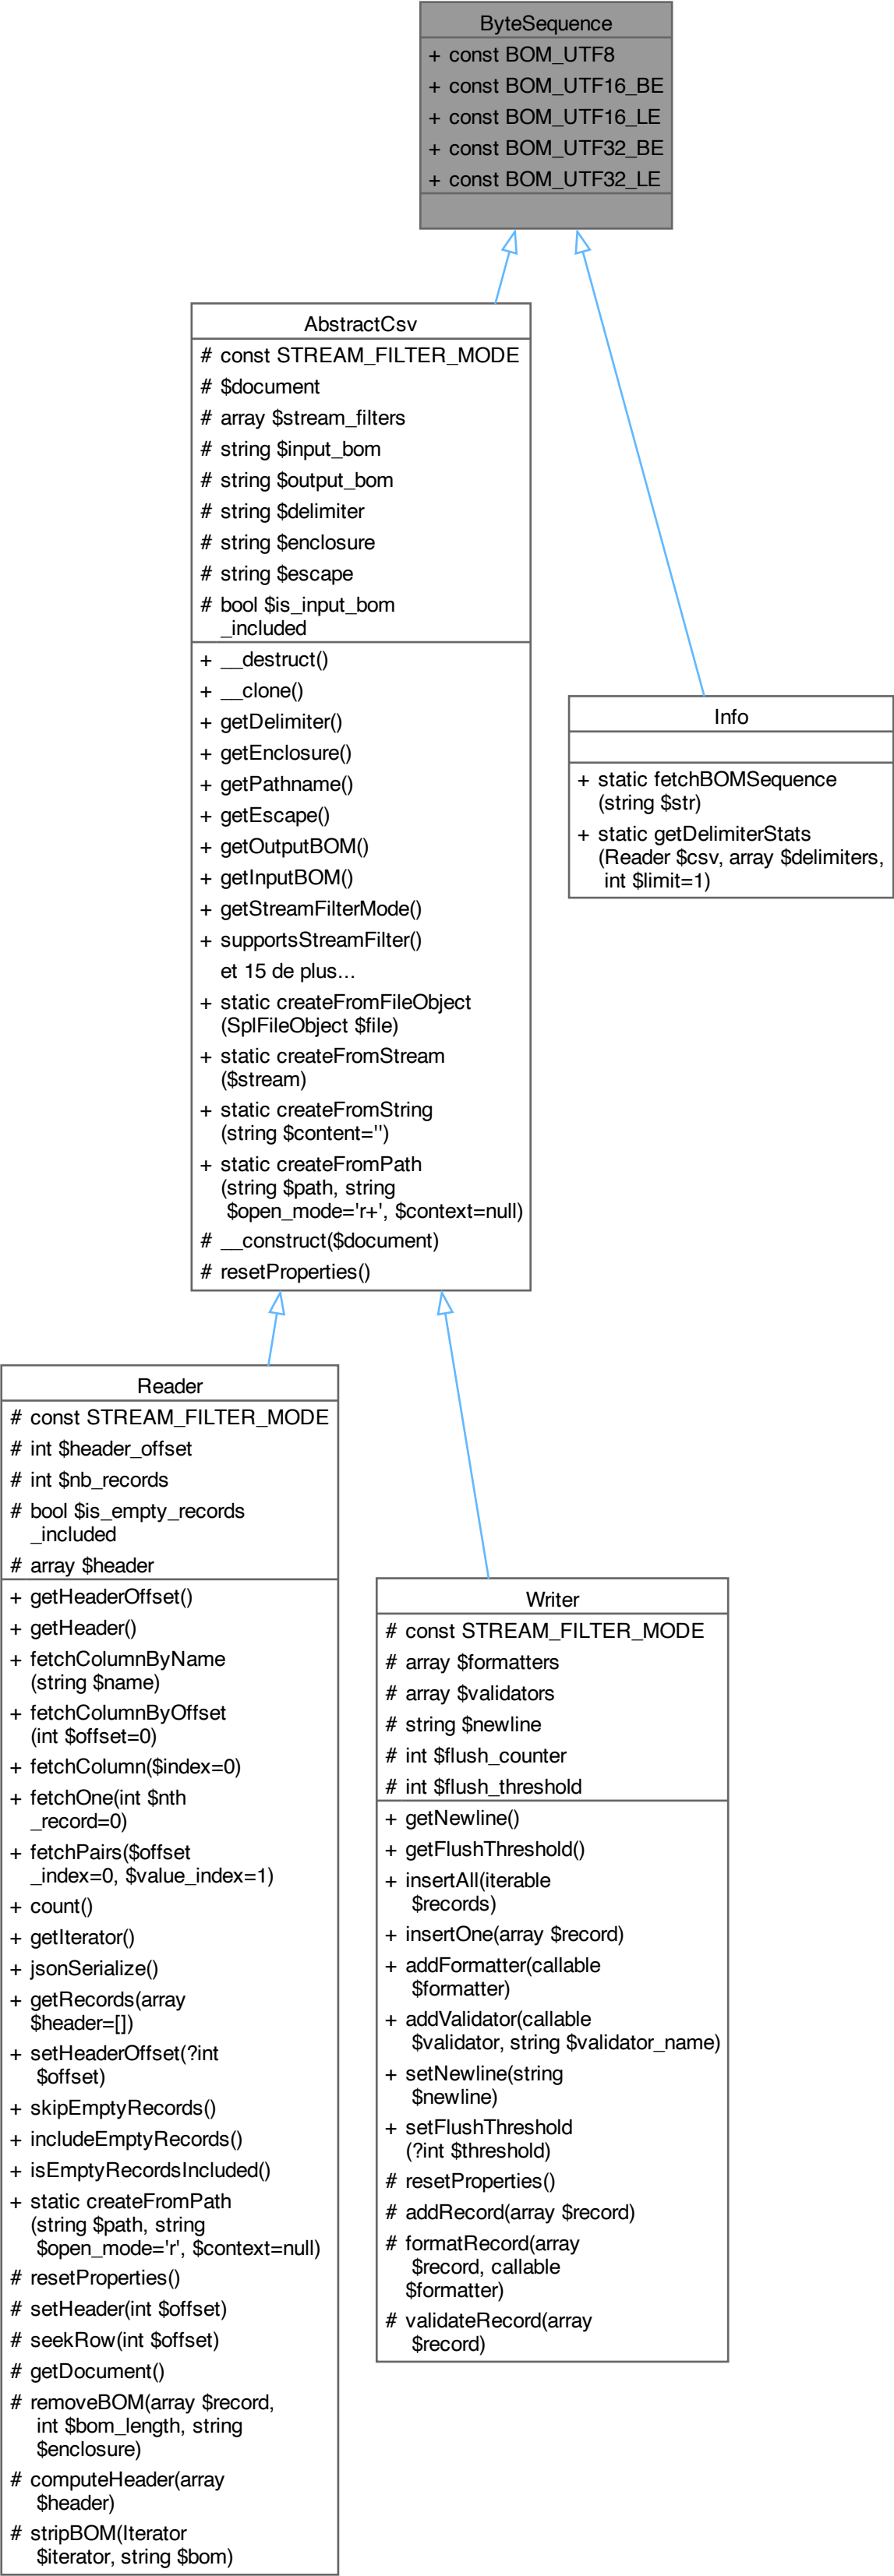 ByteSequence
+ const BOM_UTF8
+ const BOM_UTF16_BE
+ const BOM_UTF16_LE
+ const BOM_UTF32_BE
+ const BOM_UTF32_LE
AbstractCsv
# const STREAM_FILTER_MODE
# $document
# array $stream_filters
# string $input_bom
# string $output_bom
# string $delimiter
# string $enclosure
# string $escape
# bool $is_input_bom
_included
+ __destruct()
+ __clone()
+ getDelimiter()
+ getEnclosure()
+ getPathname()
+ getEscape()
+ getOutputBOM()
+ getInputBOM()
+ getStreamFilterMode()
+ supportsStreamFilter()
et 15 de plus...
+ static createFromFileObject
(SplFileObject $file)
+ static createFromStream
($stream)
+ static createFromString
(string $content='')
+ static createFromPath
(string $path, string
$open_mode='r+', $context=null)
# __construct($document)
# resetProperties()
Info
+ static fetchBOMSequence
(string $str)
+ static getDelimiterStats
(Reader $csv, array $delimiters,
int $limit=1)
Reader
# const STREAM_FILTER_MODE
# int $header_offset
# int $nb_records
# bool $is_empty_records
_included
# array $header
+ getHeaderOffset()
+ getHeader()
+ fetchColumnByName
(string $name)
+ fetchColumnByOffset
(int $offset=0)
+ fetchColumn($index=0)
+ fetchOne(int $nth
_record=0)
+ fetchPairs($offset
_index=0, $value_index=1)
+ count()
+ getIterator()
+ jsonSerialize()
+ getRecords(array
$header=[])
+ setHeaderOffset(?int
$offset)
+ skipEmptyRecords()
+ includeEmptyRecords()
+ isEmptyRecordsIncluded()
+ static createFromPath
(string $path, string
$open_mode='r', $context=null)
# resetProperties()
# setHeader(int $offset)
# seekRow(int $offset)
# getDocument()
# removeBOM(array $record,
int $bom_length, string
$enclosure)
# computeHeader(array
$header)
# stripBOM(Iterator
$iterator, string $bom)
Writer
# const STREAM_FILTER_MODE
# array $formatters
# array $validators
# string $newline
# int $flush_counter
# int $flush_threshold
+ getNewline()
+ getFlushThreshold()
+ insertAll(iterable
$records)
+ insertOne(array $record)
+ addFormatter(callable
$formatter)
+ addValidator(callable
$validator, string $validator_name)
+ setNewline(string
$newline)
+ setFlushThreshold
(?int $threshold)
# resetProperties()
# addRecord(array $record)
# formatRecord(array
$record, callable
$formatter)
# validateRecord(array
$record)